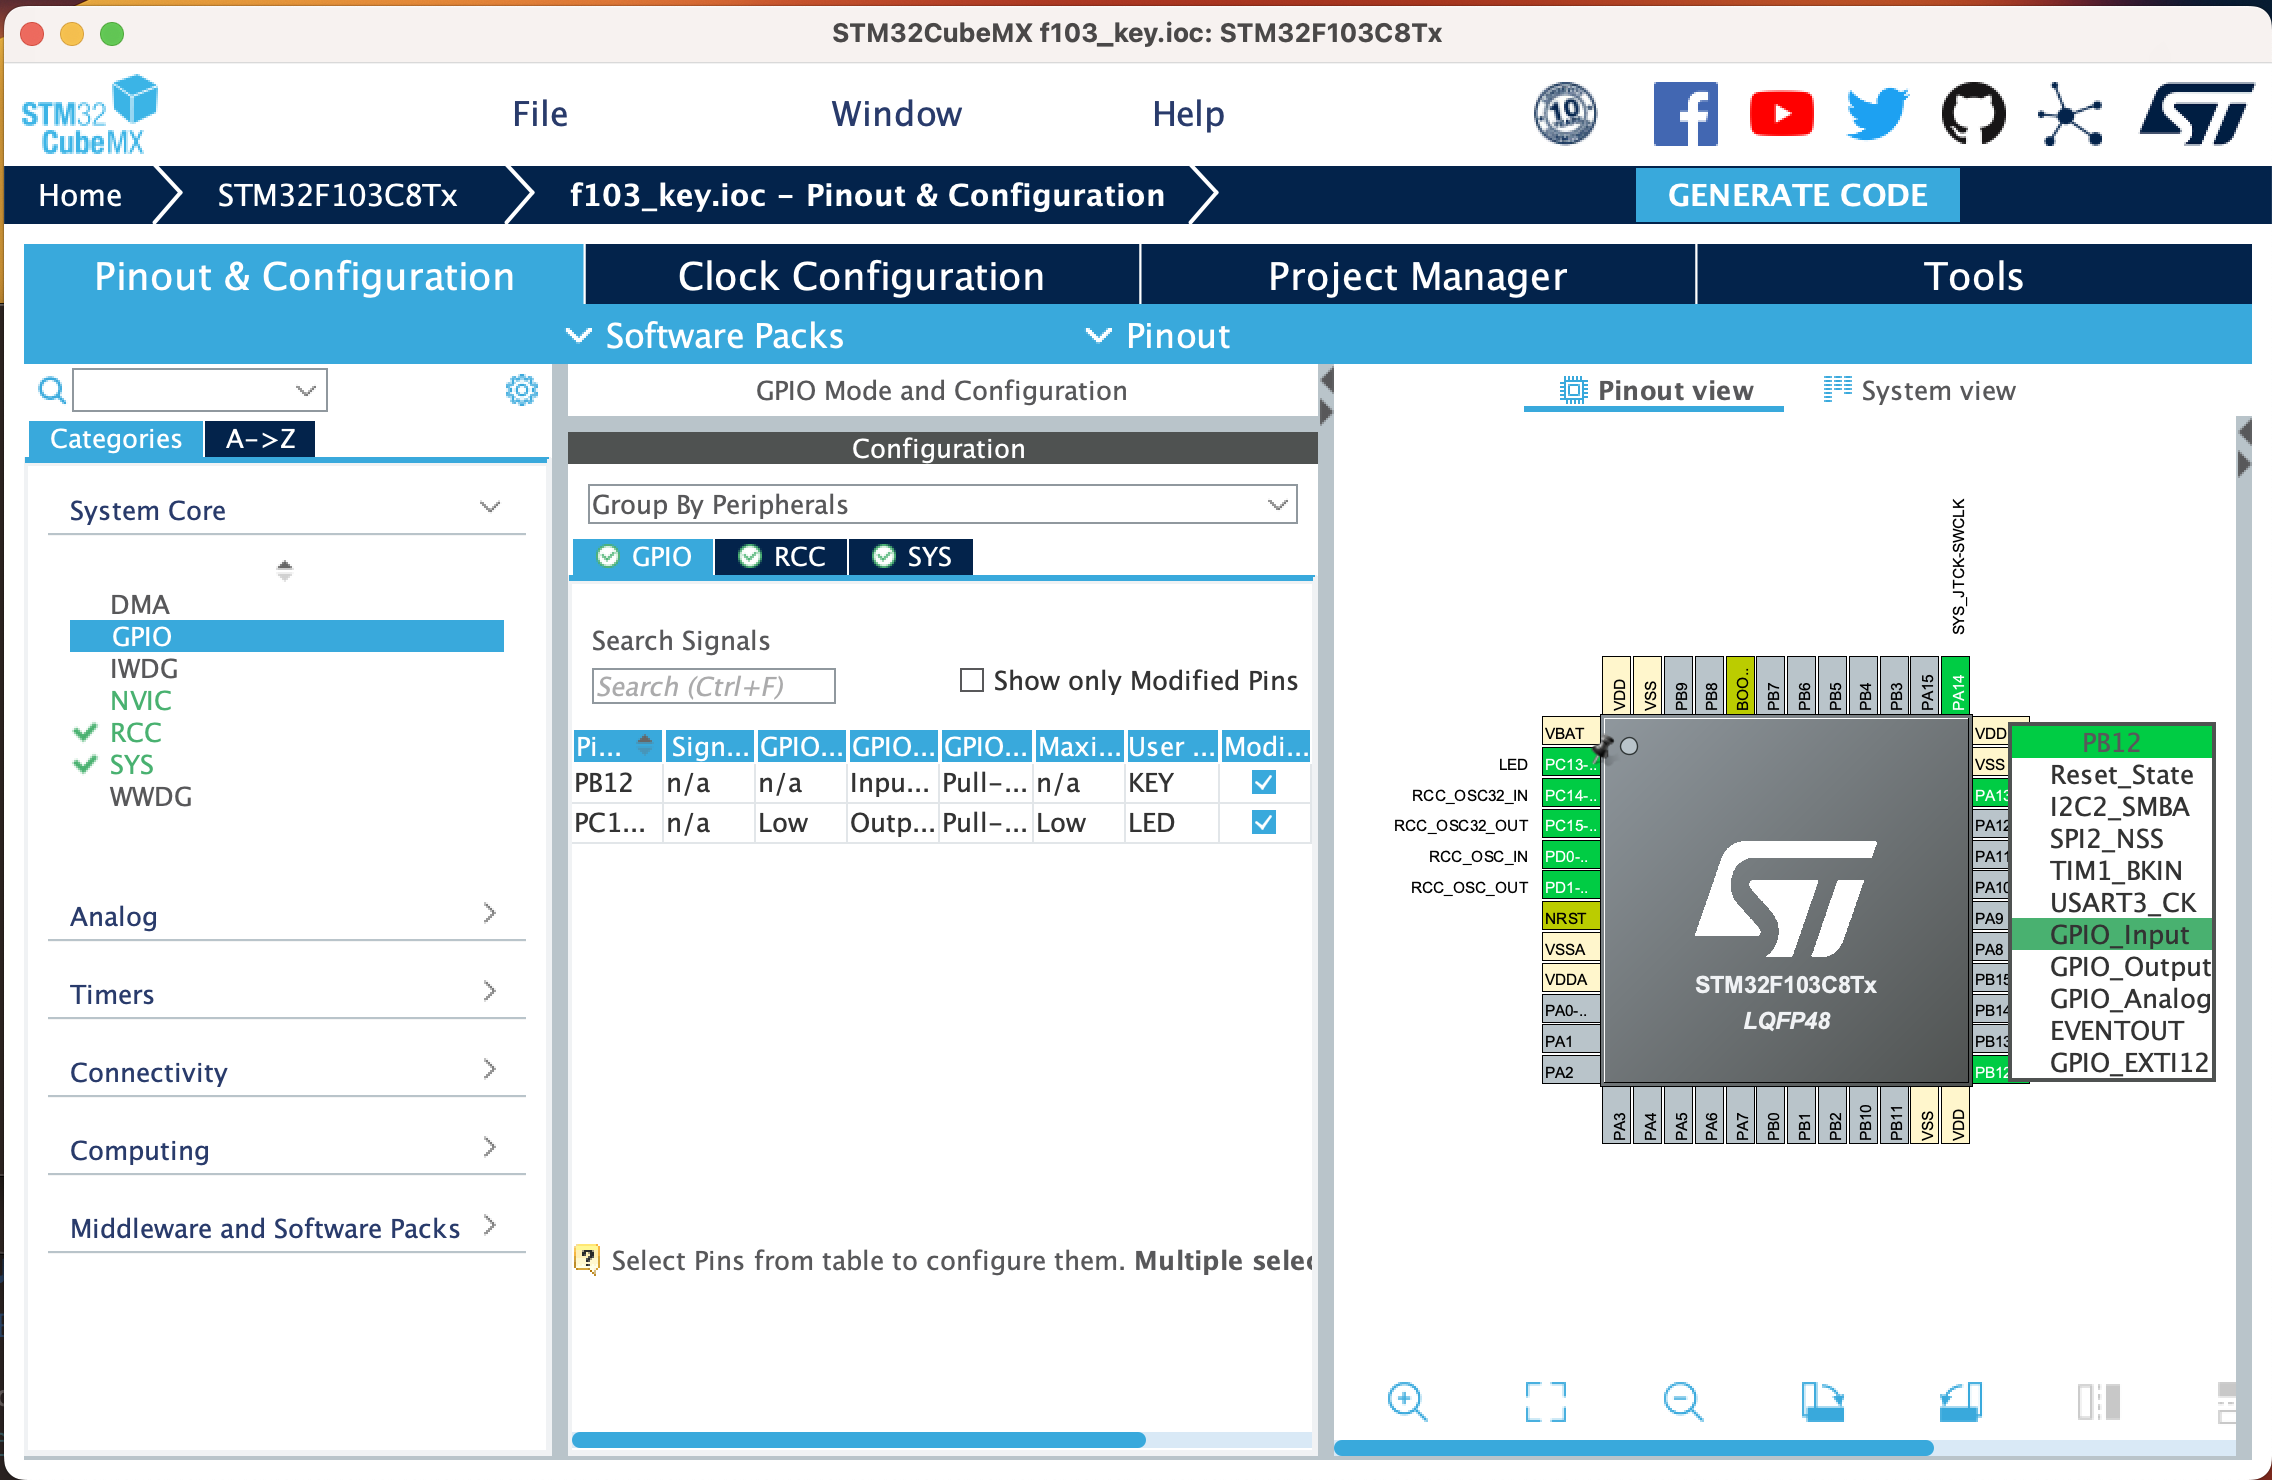 STM32CubeMX f103_key.ioc: STM32F103C8Tx
STM32
CubeMX
File
Window
Help
10
YEARS
ST
Home
STM32F103C8Tx
f103_key.ioc – Pinout & Configuration
GENERATE CODE
Pinout & Configuration
Clock Configuration
Project Manager
Tools
Software Packs
Pinout
Categories
A->Z
System Core
DMA
GPIO
IWDG
NVIC
RCC
SYS
WWDG
Analog
Timers
Connectivity
Computing
Middleware and Software Packs
GPIO Mode and Configuration
Configuration
Group By Peripherals
GPIO
RCC
SYS
Search Signals
Search (Ctrl+F)
Show only Modified Pins
Pi... Sign... GPIO... GPIO... GPIO... Maxi... User ... Modi...
PB12 n/a n/a Inpu... Pull-... n/a KEY
PC1... n/a Low Outp... Pull-... Low LED
Select Pins from table to configure them. Multiple selec
Pinout view
System view
SYS_JTCK-SWCLK
VDD
VSS
PB9
PB8
BOO..
PB7
PB6
PB5
PB4
PB3
PA15
PA14
VBAT
LED PC13-..
RCC_OSC32_IN PC14-..
RCC_OSC32_OUT PC15-..
RCC_OSC_IN PD0-..
RCC_OSC_OUT PD1-..
NRST
VSSA
VDDA
PA0-..
PA1
PA2
ST
STM32F103C8Tx
LQFP48
VDD
VSS
PA13
PA12
PA11
PA10
PA9
PA8
PB15
PB14
PB13
PB12
PA3
PA4
PA5
PA6
PA7
PB0
PB1
PB2
PB10
PB11
VSS
VDD
PB12
Reset_State
I2C2_SMBA
SPI2_NSS
TIM1_BKIN
USART3_CK
GPIO_Input
GPIO_Output
GPIO_Analog
EVENTOUT
GPIO_EXTI12